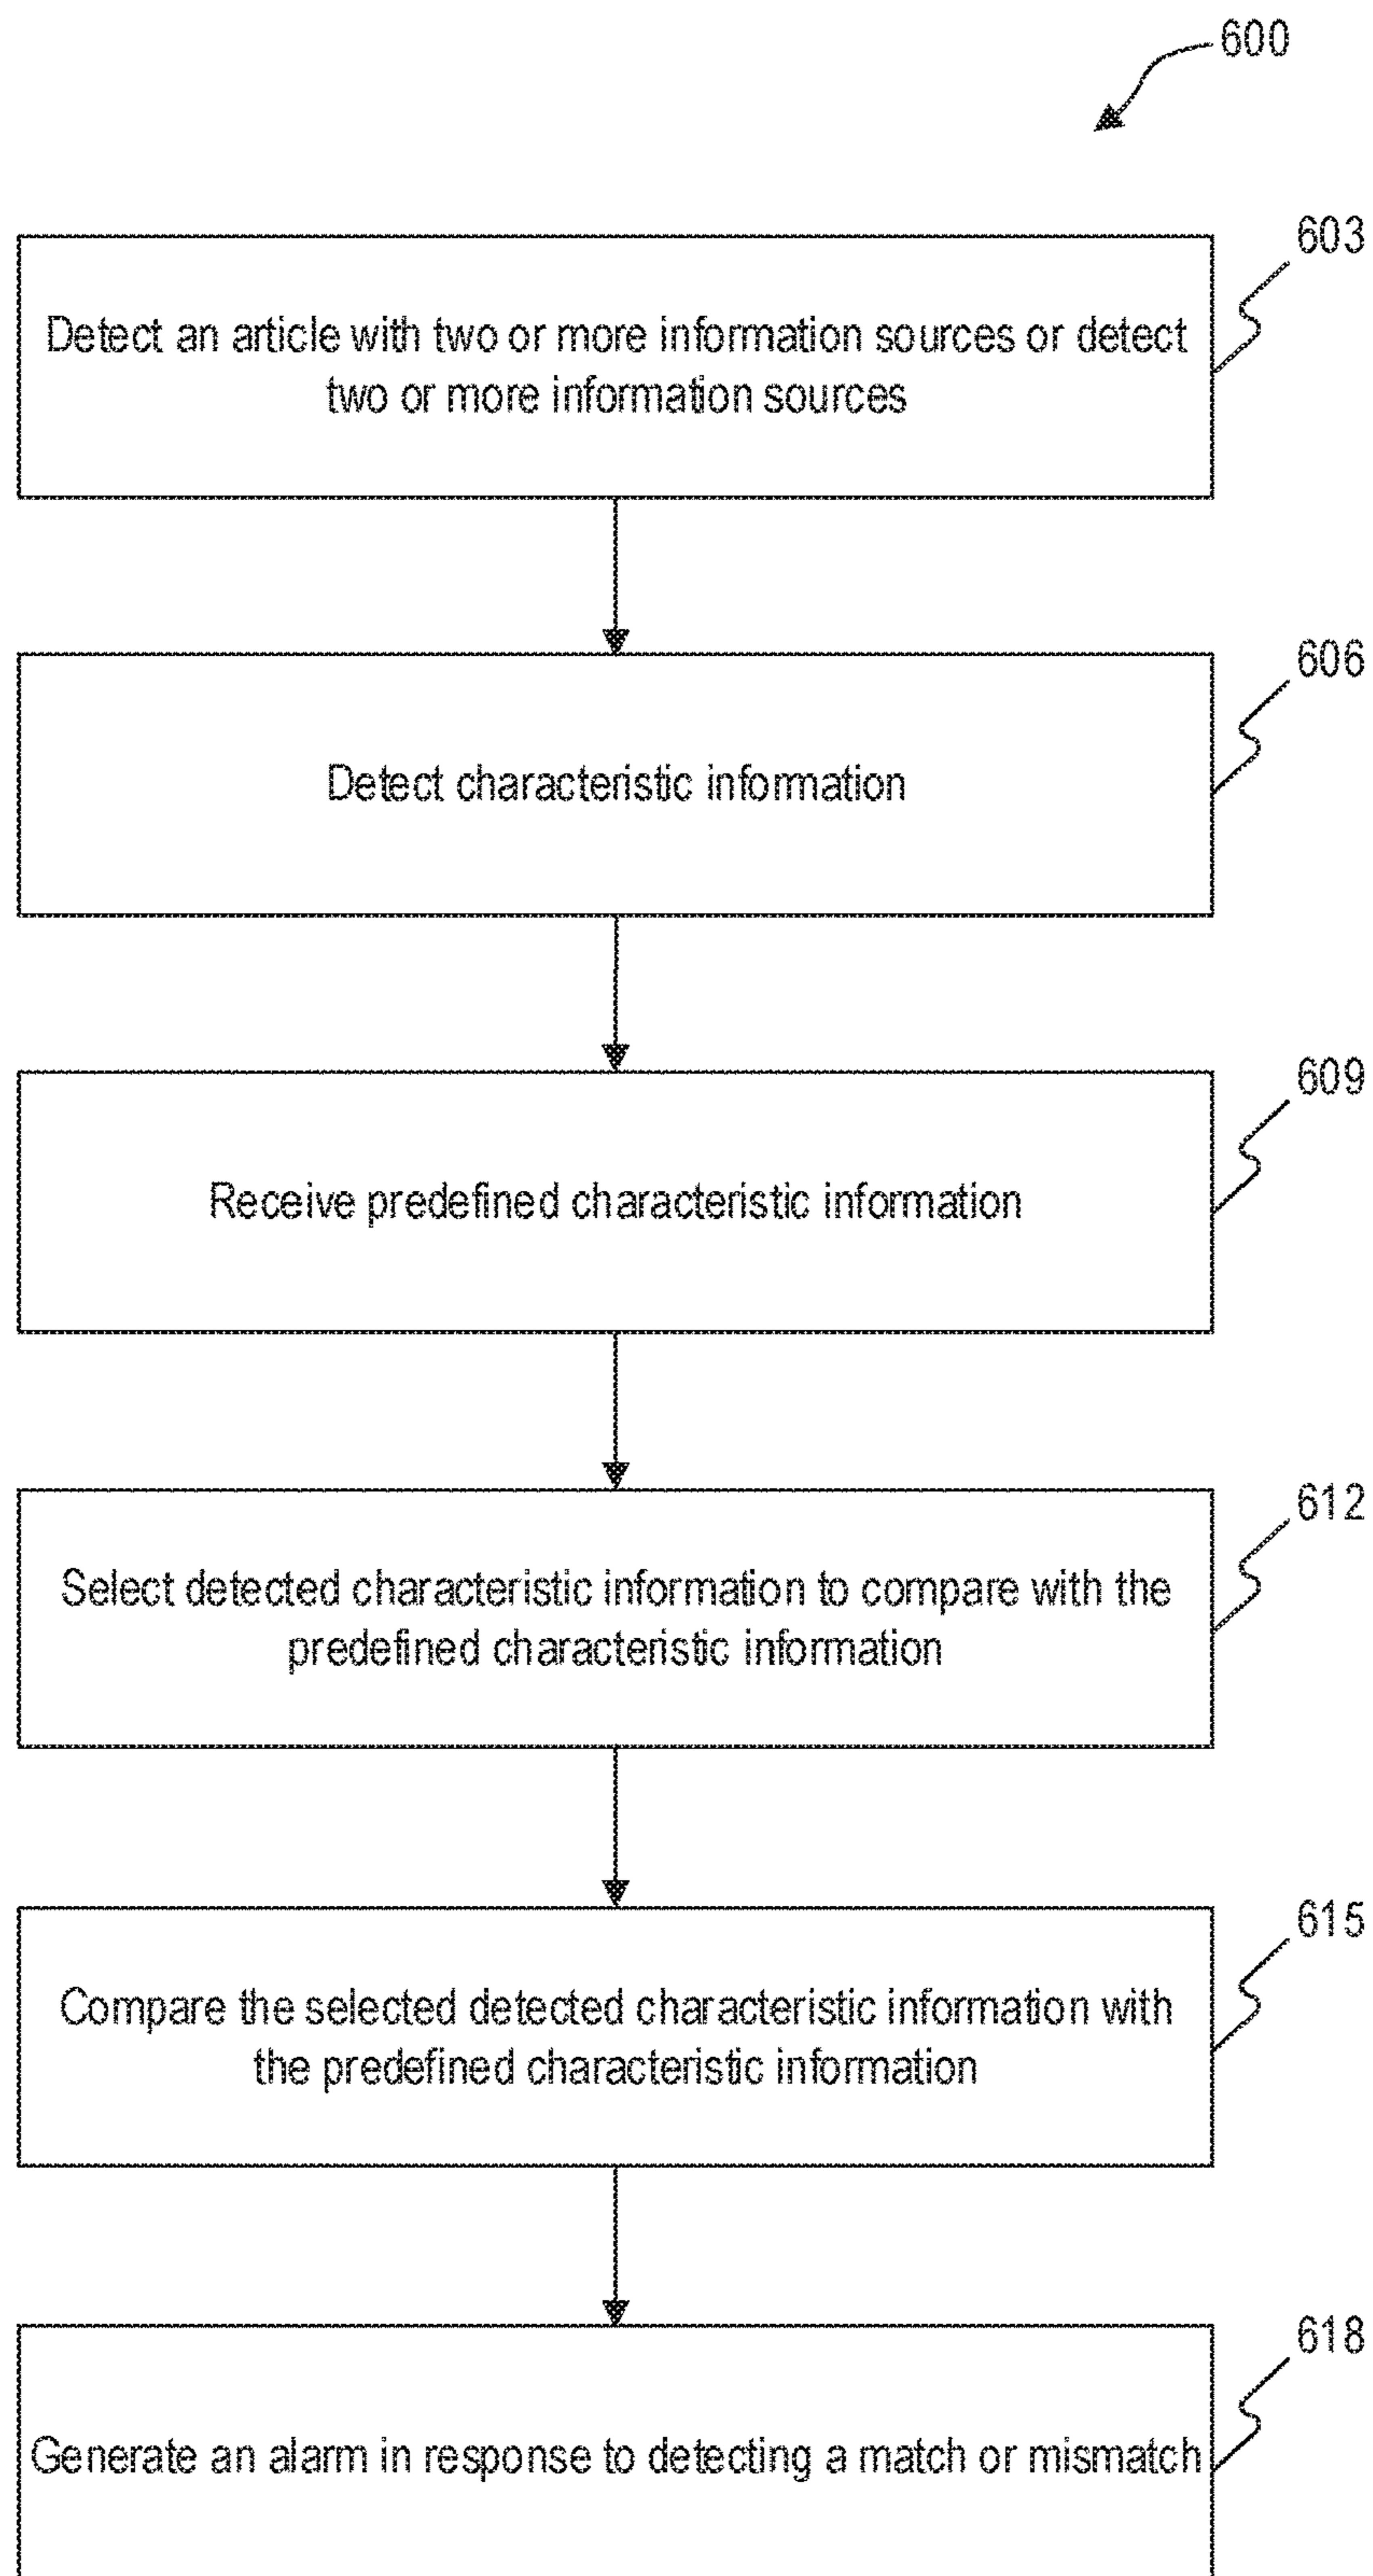 600
603
Detect an article with two or more information sources or detect
two or more information sources
606
Detect characteristic information
609
Receive predefined characteristic information
612
Select detected characteristic information to compare with the
predefined characteristic information
615
Compare the selected detected characteristic information with
the predefined characteristic information
618
Generate an alarm in response to detecting a match or mismatch